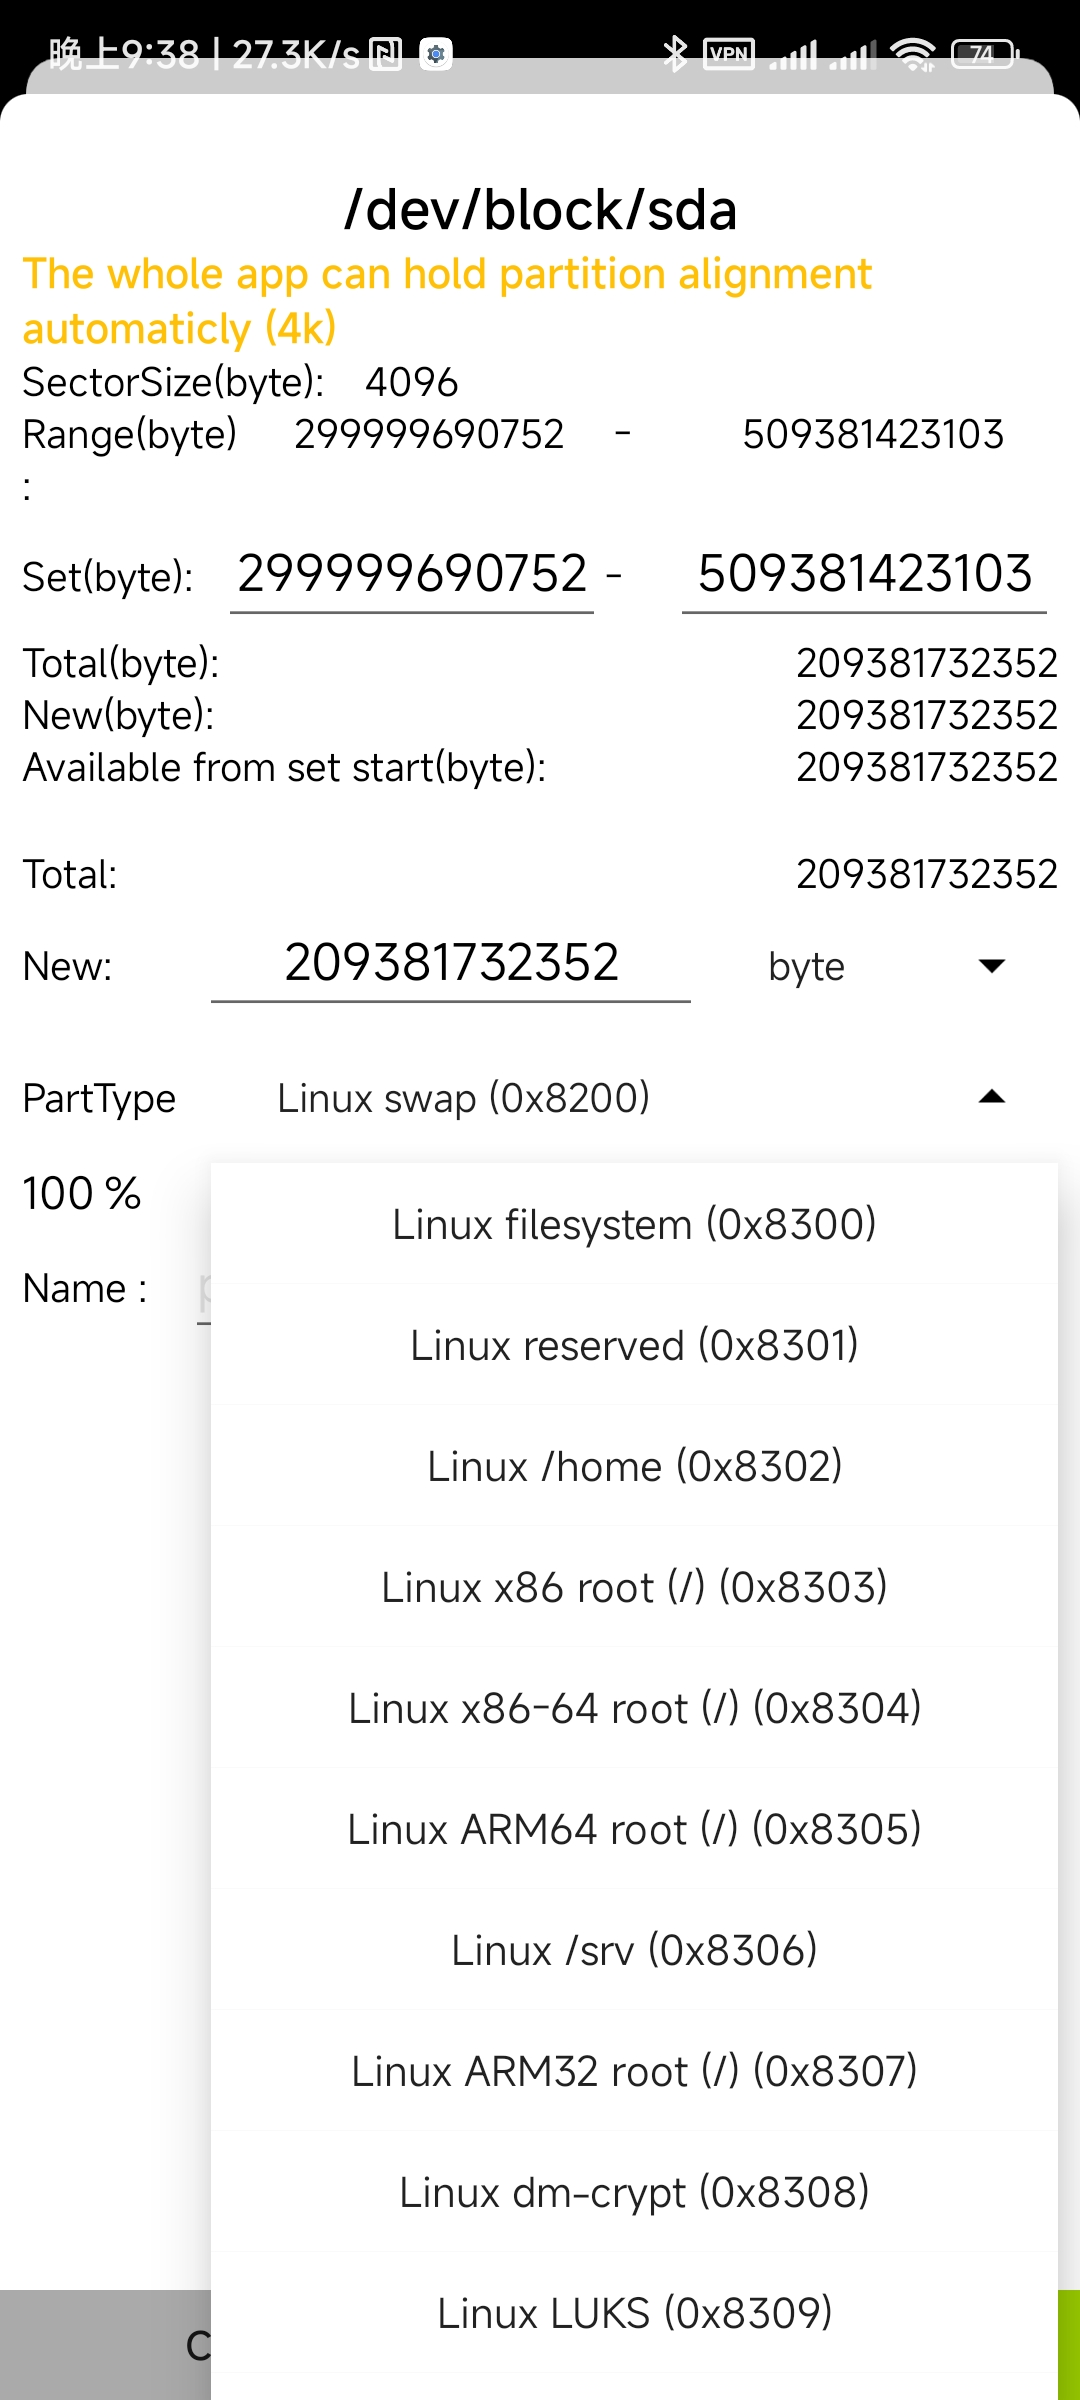 晚上9:38 | 27.3K/s VPN 74
/dev/block/sda
The whole app can hold partition alignment
automaticly (4k)
SectorSize(byte): 4096
Range(byte) 299999690752 - 509381423103
:
Set(byte): 299999690752 - 509381423103
Total(byte): 209381732352
New(byte): 209381732352
Available from set start(byte): 209381732352
Total: 209381732352
New: 209381732352 byte
PartType Linux swap (0x8200)
100 %
Linux filesystem (0x8300)
Name :
Linux reserved (0x8301)
Linux /home (0x8302)
Linux x86 root (/) (0x8303)
Linux x86-64 root (/) (0x8304)
Linux ARM64 root (/) (0x8305)
Linux /srv (0x8306)
Linux ARM32 root (/) (0x8307)
Linux dm-crypt (0x8308)
Linux LUKS (0x8309)